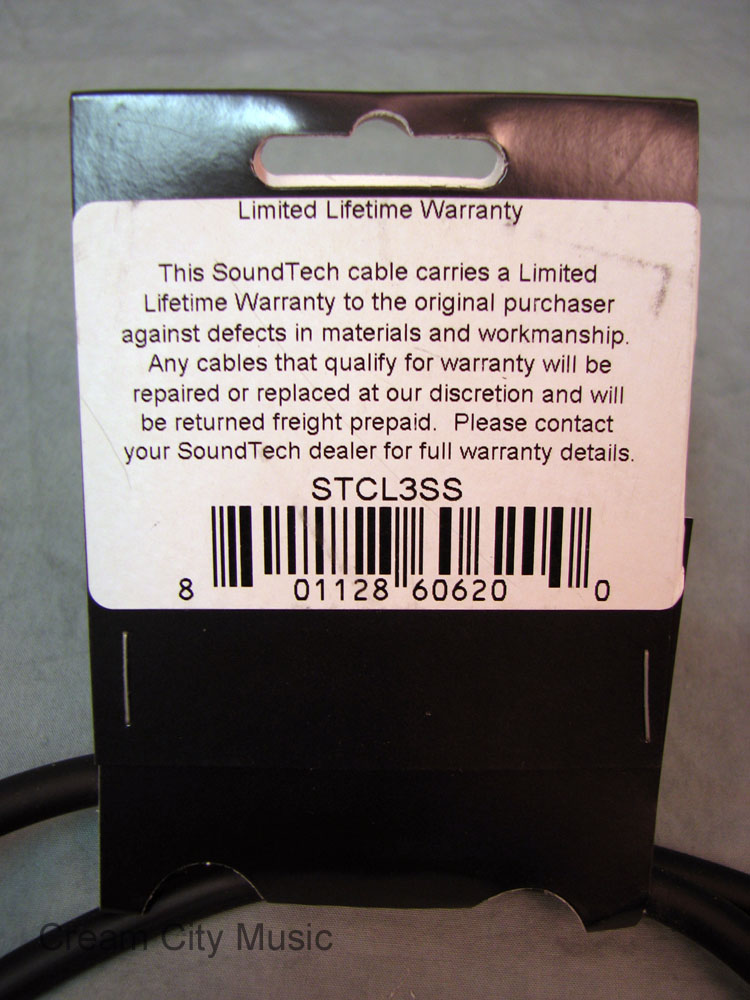 Limited Lifetime Warranty
This SoundTech cable carries a Limited
Lifetime Warranty to the original purchaser
against defects in materials and workmanship.
Any cables that qualify for warranty will be
repaired or replaced at our discretion and will
be returned freight prepaid.  Please contact
your SoundTech dealer for full warranty details.
STCL3SS
8 01128 60620 0
Cream City Music